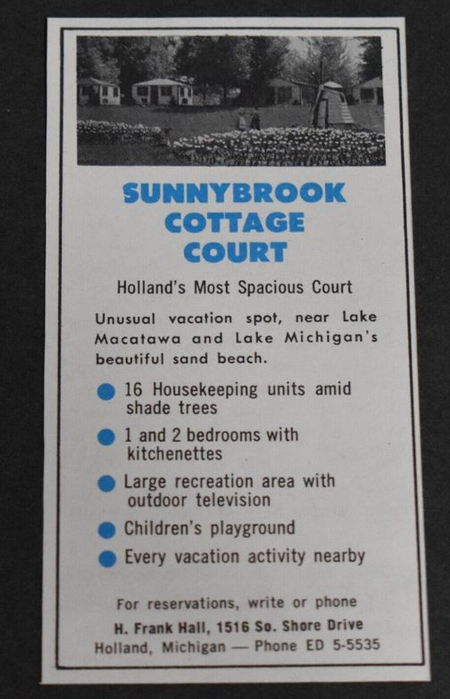 SUNNYBROOK
COTTAGE
COURT
Holland's Most Spacious Court
Unusual vacation spot, near Lake
Macatawa and Lake Michigan's
beautiful sand beach.
● 16 Housekeeping units amid
shade trees
● 1 and 2 bedrooms with
kitchenettes
● Large recreation area with
outdoor television
● Children's playground
● Every vacation activity nearby
For reservations, write or phone
H. Frank Hall, 1516 So. Shore Drive
Holland, Michigan — Phone ED 5-5535